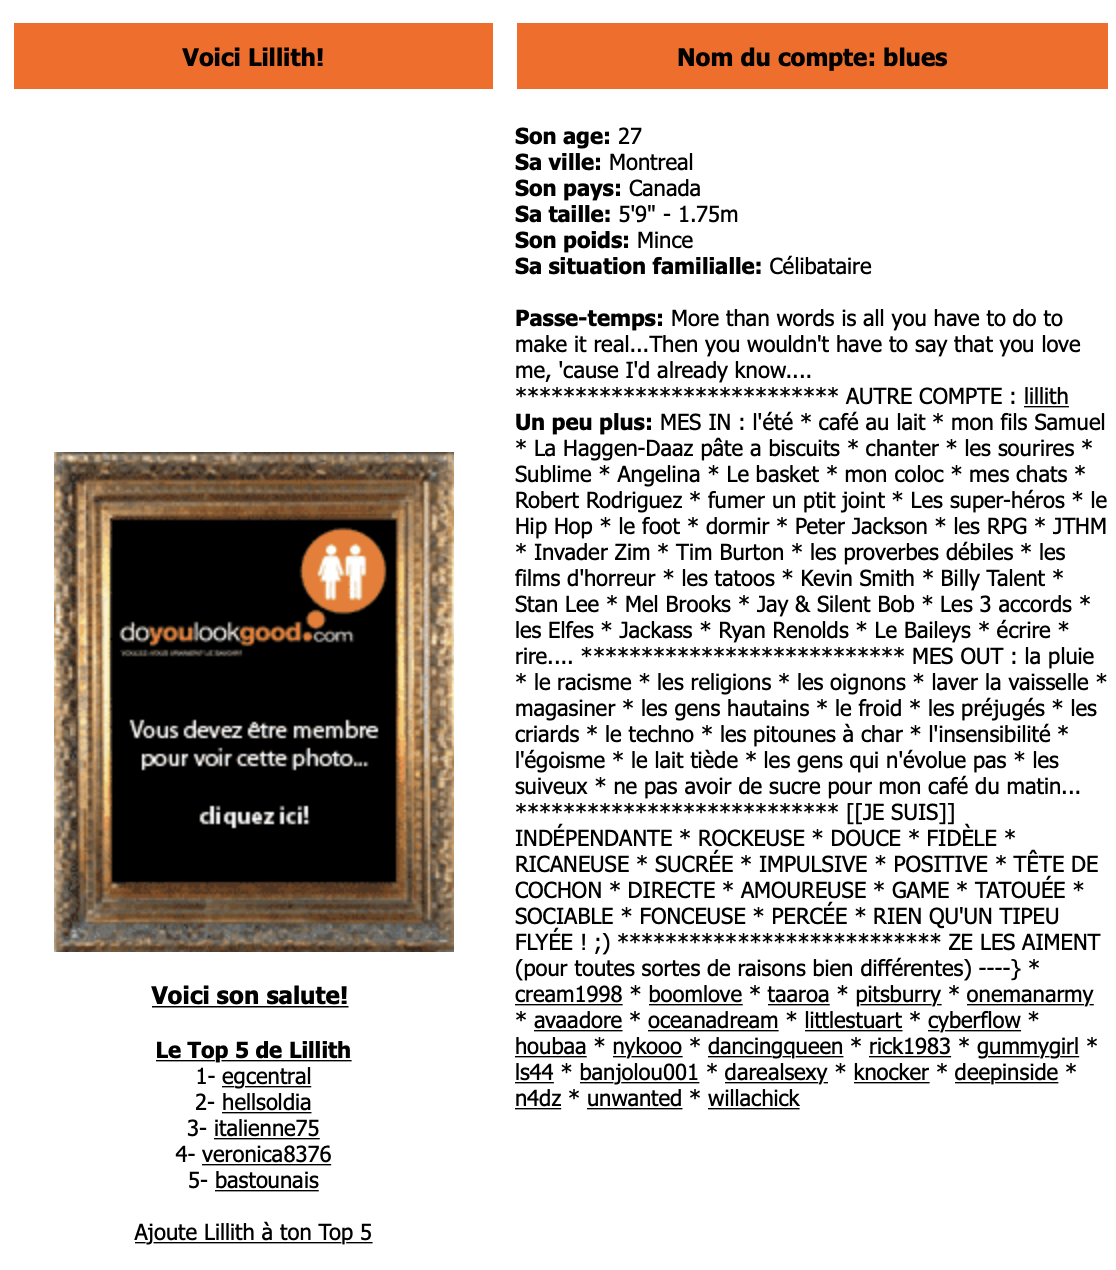 Voici Lillith!
doyoulookgood.com
Vous devez être membre
pour voir cette photo...
cliquez ici!
Voici son salute!
Le Top 5 de Lillith
1- egcentral
2- hellsoldia
3- italienne75
4- veronica8376
5- bastounais
Ajoute Lillith à ton Top 5
Nom du compte: blues
Son age: 27
Sa ville: Montreal
Son pays: Canada
Sa taille: 5'9" - 1.75m
Son poids: Mince
Sa situation familialle: Célibataire
Passe-temps: More than words is all you have to do to
make it real...Then you wouldn't have to say that you love
me, 'cause I'd already know....
*************************** AUTRE COMPTE : lillith
Un peu plus: MES IN : l'été * café au lait * mon fils Samuel
* La Haggen-Daaz pâte a biscuits * chanter * les sourires *
Sublime * Angelina * Le basket * mon coloc * mes chats *
Robert Rodriguez * fumer un ptit joint * Les super-héros * le
Hip Hop * le foot * dormir * Peter Jackson * les RPG * JTHM
* Invader Zim * Tim Burton * les proverbes débiles * les
films d'horreur * les tatoos * Kevin Smith * Billy Talent *
Stan Lee * Mel Brooks * Jay & Silent Bob * Les 3 accords *
les Elfes * Jackass * Ryan Renolds * Le Baileys * écrire *
rire.... *************************** MES OUT : la pluie
* le racisme * les religions * les oignons * laver la vaisselle *
magasiner * les gens hautains * le froid * les préjugés * les
criards * le techno * les pitounes à char * l'insensibilité *
l'égoisme * le lait tiède * les gens qui n'évolue pas * les
suiveux * ne pas avoir de sucre pour mon café du matin...
*************************** [[JE SUIS]]
INDÉPENDANTE * ROCKEUSE * DOUCE * FIDÈLE *
RICANEUSE * SUCRÉE * IMPULSIVE * POSITIVE * TÊTE DE
COCHON * DIRECTE * AMOUREUSE * GAME * TATOUÉE *
SOCIABLE * FONCEUSE * PERCÉE * RIEN QU'UN TIPEU
FLYÉE ! ;) *************************** ZE LES AIMENT
(pour toutes sortes de raisons bien différentes) ----} *
cream1998 * boomlove * taaroa * pitsburry * onemanarmy
* avaadore * oceanadream * littlestuart * cyberflow *
houbaa * nykooo * dancingqueen * rick1983 * gummygirl *
ls44 * banjolou001 * darealsexy * knocker * deepinside *
n4dz * unwanted * willachick